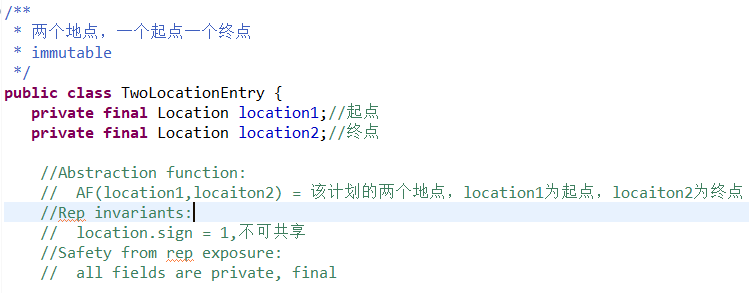 /**
 * 两个地点，一个起点一个终点
 * immutable
 */
public class TwoLocationEntry {
private final Location location1;//起点
private final Location location2;//终点
//Abstraction function:
// AF(location1,locaiton2) = 该计划的两个地点，location1为起点，locaiton2为终点
//Rep invariants:
// location.sign = 1,不可共享
//Safety from rep exposure:
// all fields are private, final